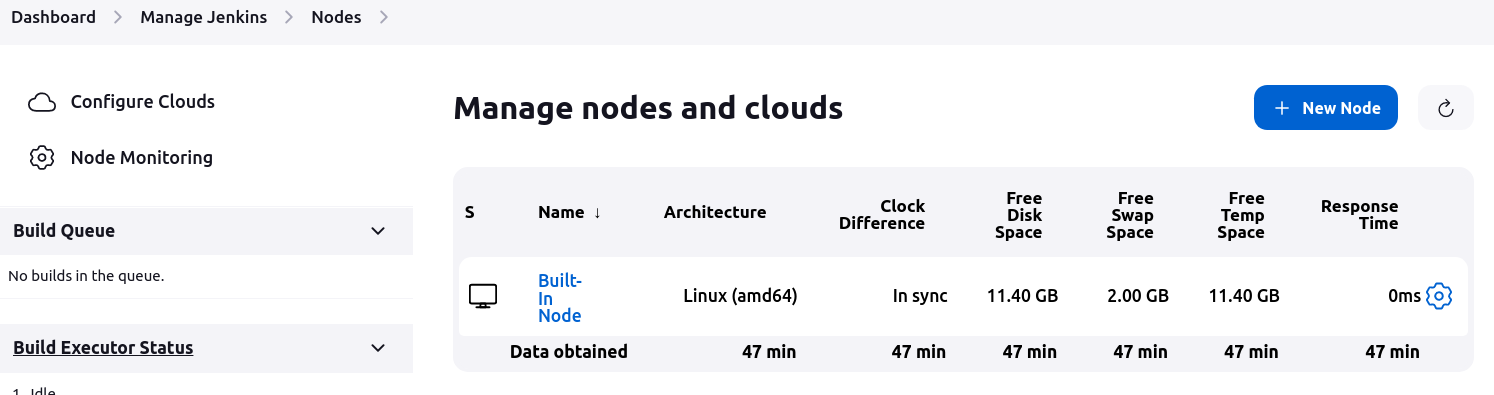 Dashboard > Manage Jenkins > Nodes >
Configure Clouds
Node Monitoring
Build Queue
No builds in the queue.
Build Executor Status
1 Idle
Manage nodes and clouds
+ New Node
S Name ↓ Architecture Clock Difference Free Disk Space Free Swap Space Free Temp Space Response Time
Built-In Node Linux (amd64) In sync 11.40 GB 2.00 GB 11.40 GB 0ms
Data obtained 47 min 47 min 47 min 47 min 47 min 47 min